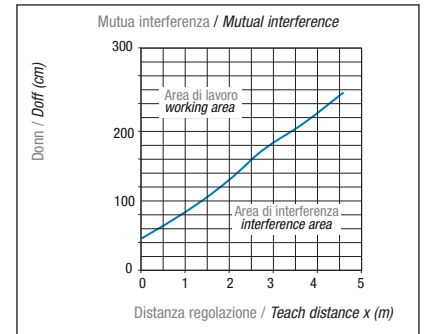 Mutua interferenza / Mutual interference
Donn / Doff (cm)
300
200
100
0
Area di lavoro
working area
Area di interferenza
interference area
0 1 2 3 4 5
Distanza regolazione / Teach distance x (m)